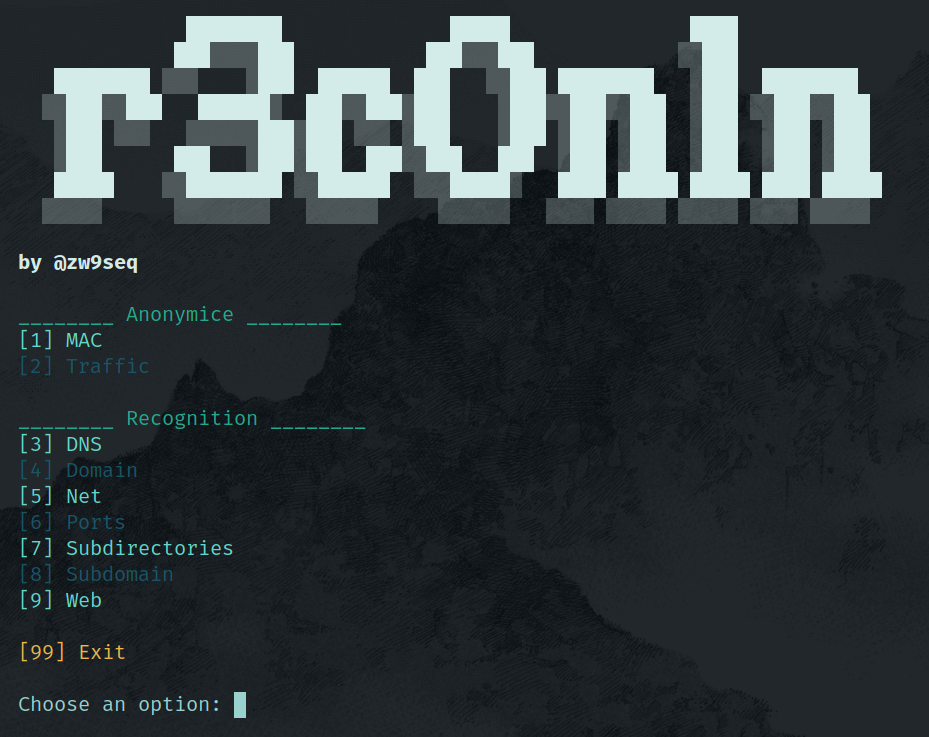 r3c0n1n
by @zw9seq
________ Anonymice ________
[1] MAC
[2] Traffic
________ Recognition ________
[3] DNS
[4] Domain
[5] Net
[6] Ports
[7] Subdirectories
[8] Subdomain
[9] Web
[99] Exit
Choose an option: